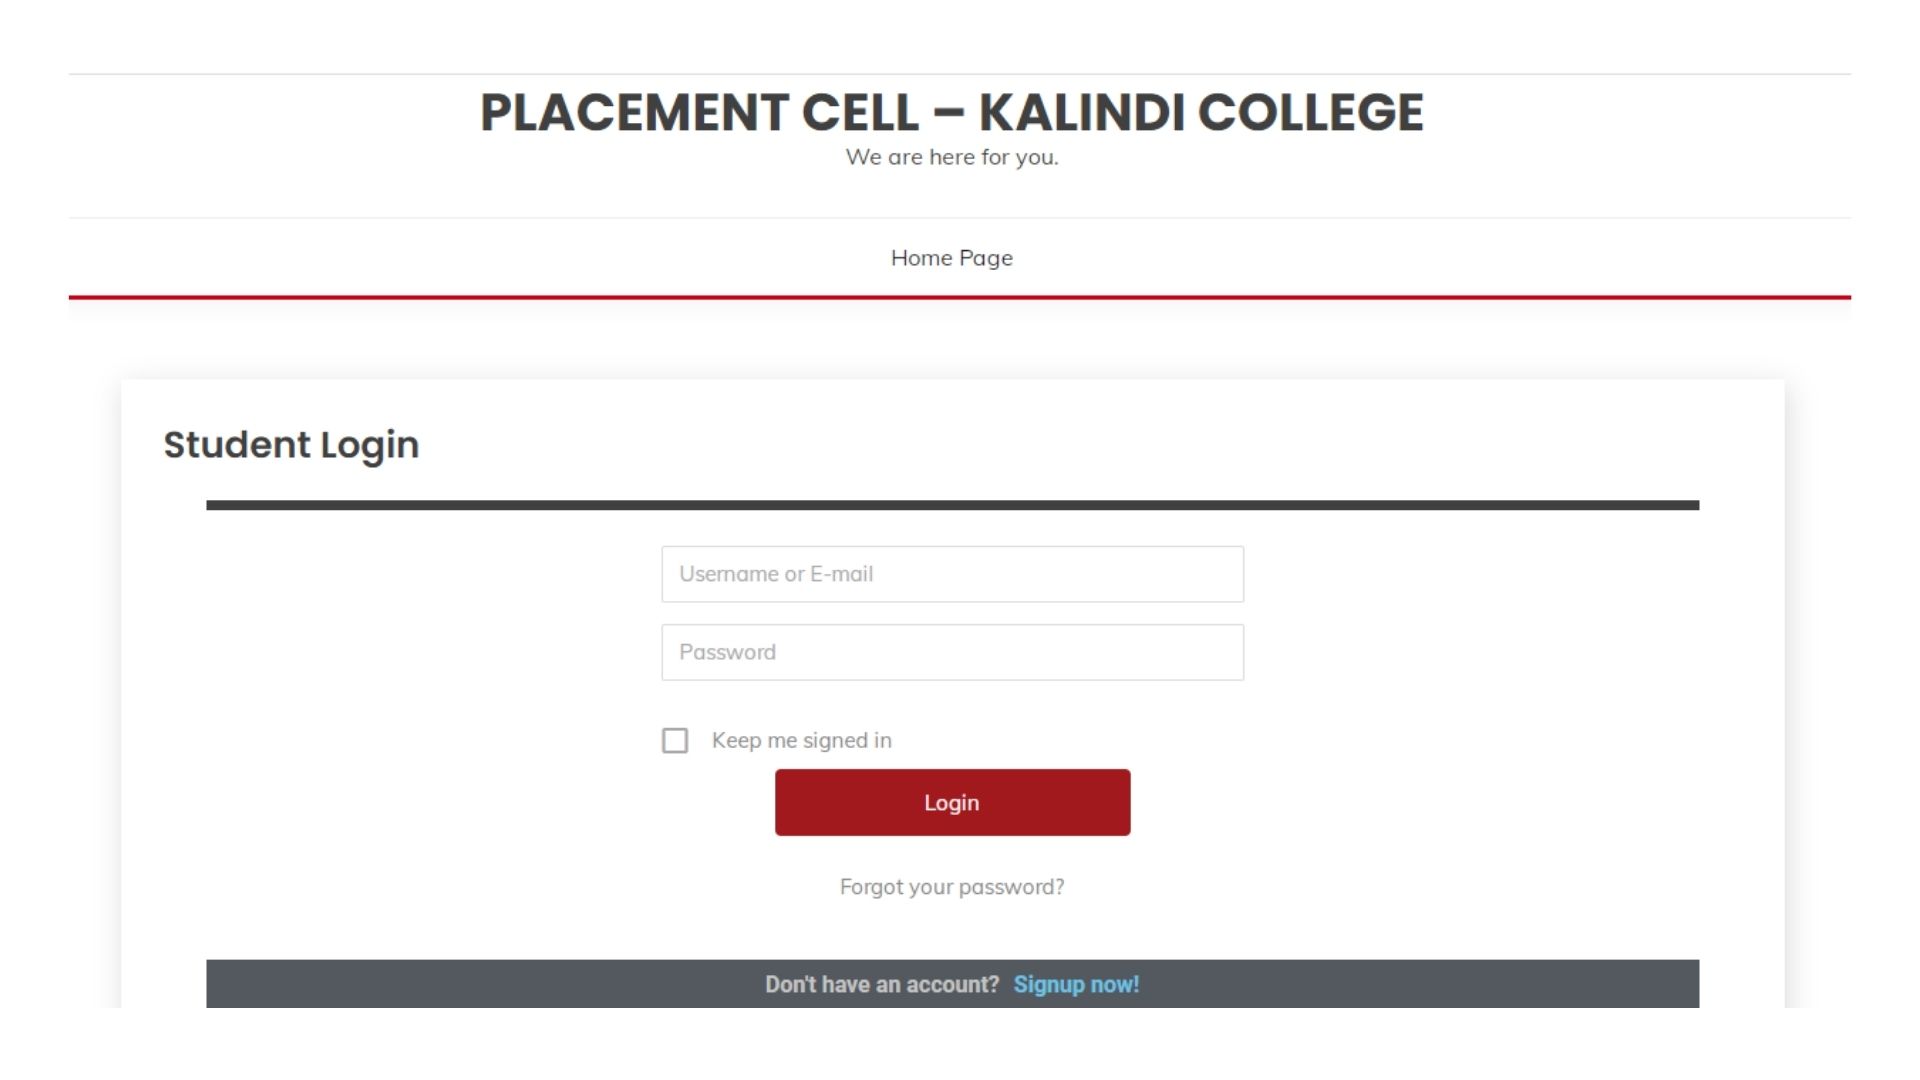 PLACEMENT CELL – KALINDI COLLEGE
We are here for you.
Home Page
Student Login
Username or E-mail
Password
Keep me signed in
Login
Forgot your password?
Don't have an account? Signup now!